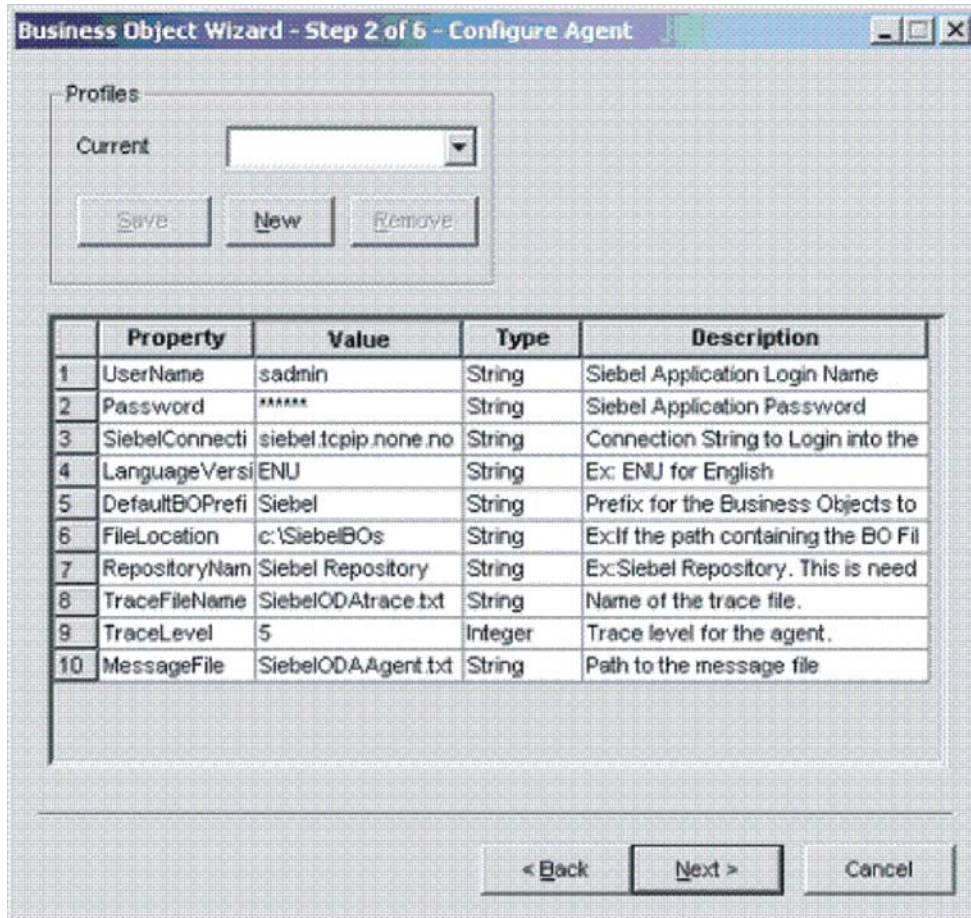 Business Object Wizard - Step 2 of 6 - Configure Agent
Profiles
Current
Save New Remove
Property Value Type Description
1 UserName sadmin String Siebel Application Login Name
2 Password ****** String Siebel Application Password
3 SiebelConnecti siebel.tcpip.none.no String Connection String to Login into the
4 LanguageVersi ENU String Ex: ENU for English
5 DefaultBOPrefi Siebel String Prefix for the Business Objects to
6 FileLocation c:\SiebelBOs String Ex:If the path containing the BO Fil
7 RepositoryNam Siebel Repository String Ex:Siebel Repository. This is need
8 TraceFileName SiebelODAtrace.txt String Name of the trace file.
9 TraceLevel 5 Integer Trace level for the agent.
10 MessageFile SiebelODAAgent.txt String Path to the message file
< Back Next > Cancel